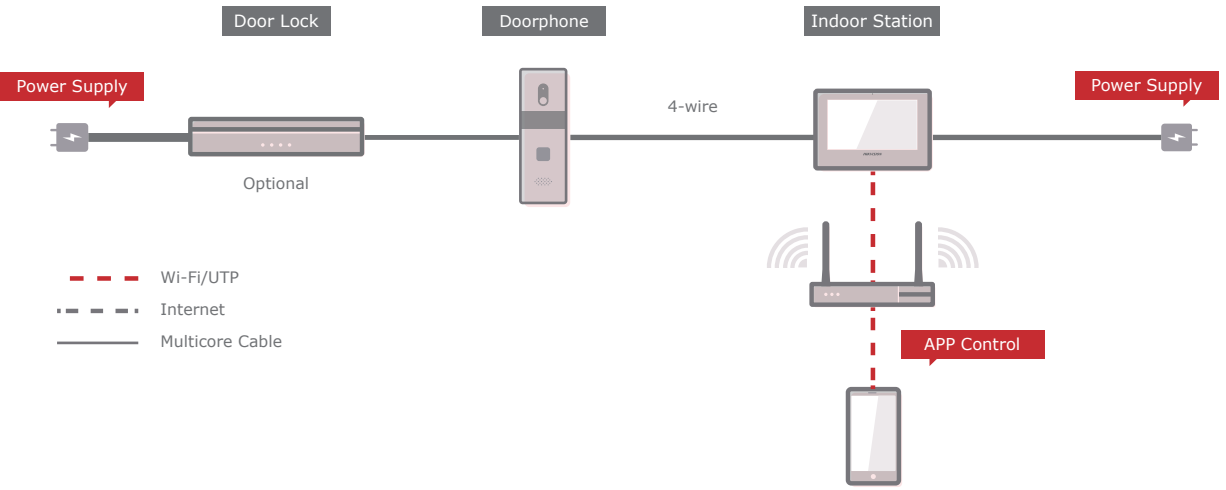 Door Lock
Doorphone
Indoor Station
Power Supply
Power Supply
4-wire
Optional
Wi-Fi/UTP
Internet
Multicore Cable
APP Control